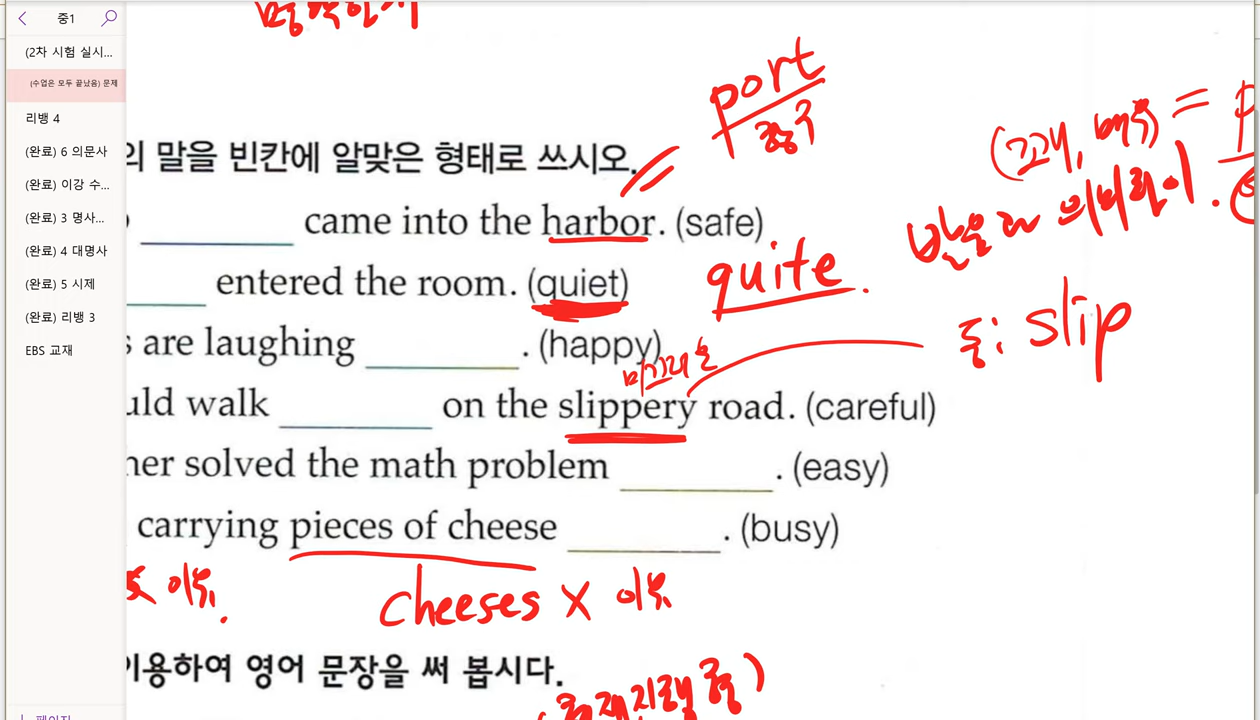 중1
(2차 시험 실시...
(수업은 모두 끝났음) 문제
리뱅 4
(완료) 6 의문사
(완료) 이강 수...
(완료) 3 명사...
(완료) 4 대명사
(완료) 5 시제
(완료) 리뱅 3
EBS 교재
port
항구
의 말을 빈칸에 알맞은 형태로 쓰시오.
came into the harbor. (safe)
entered the room. (quiet)
quite.
s are laughing . (happy)
미끄러운
동: slip
uld walk on the slippery road. (careful)
her solved the math problem . (easy)
carrying pieces of cheese . (busy)
이유.
cheeses X 이유
이용하여 영어 문장을 써 봅시다.